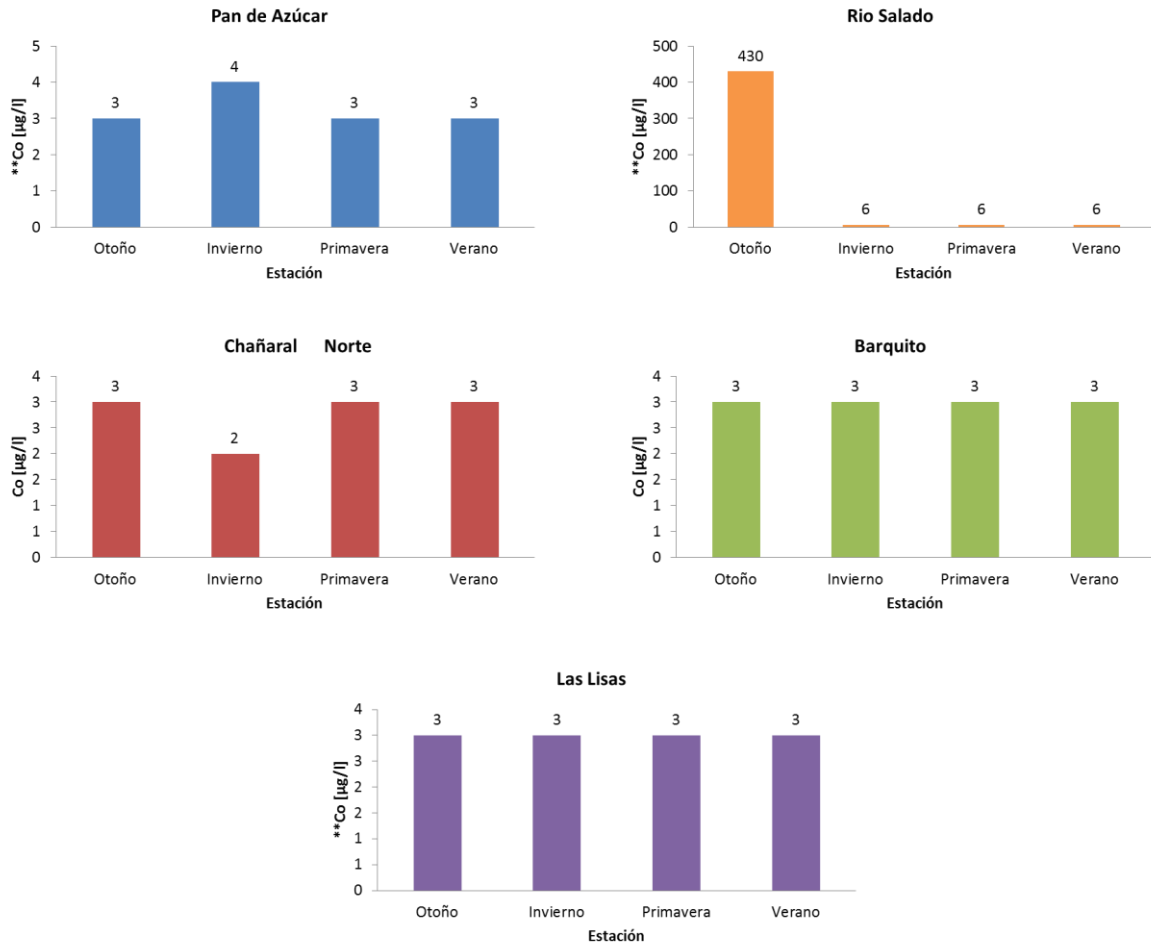 Pan de Azúcar
**Co [µg/l]
5
4
3
3
2
1
1
0
3
4
3
3
Otoño Invierno Primavera Verano
Estación
Rio Salado
**Co [µg/l]
500
400
300
200
100
0
430
6
6
6
Otoño Invierno Primavera Verano
Estación
Chañaral Norte
Co [µg/l]
4
3
3
2
2
1
1
0
3
2
3
3
Otoño Invierno Primavera Verano
Estación
Barquito
Co [µg/l]
4
3
3
2
2
1
1
0
3
3
3
3
Otoño Invierno Primavera Verano
Estación
Las Lisas
**Co [µg/l]
4
3
3
2
2
1
1
0
3
3
3
3
Otoño Invierno Primavera Verano
Estación